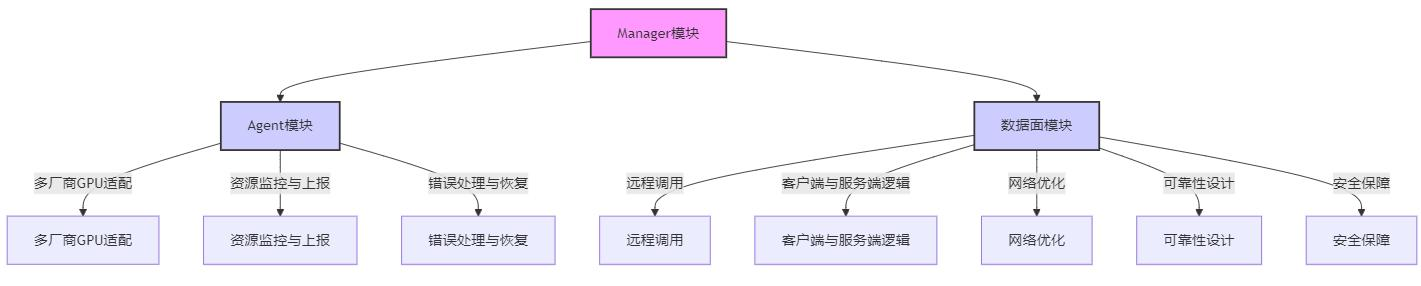 Manager模块
Agent模块
数据面模块
多厂商GPU适配
资源监控与上报
错误处理与恢复
远程调用
客户端与服务端逻辑
网络优化
可靠性设计
安全保障
多厂商GPU适配
资源监控与上报
错误处理与恢复
远程调用
客户端与服务端逻辑
网络优化
可靠性设计
安全保障